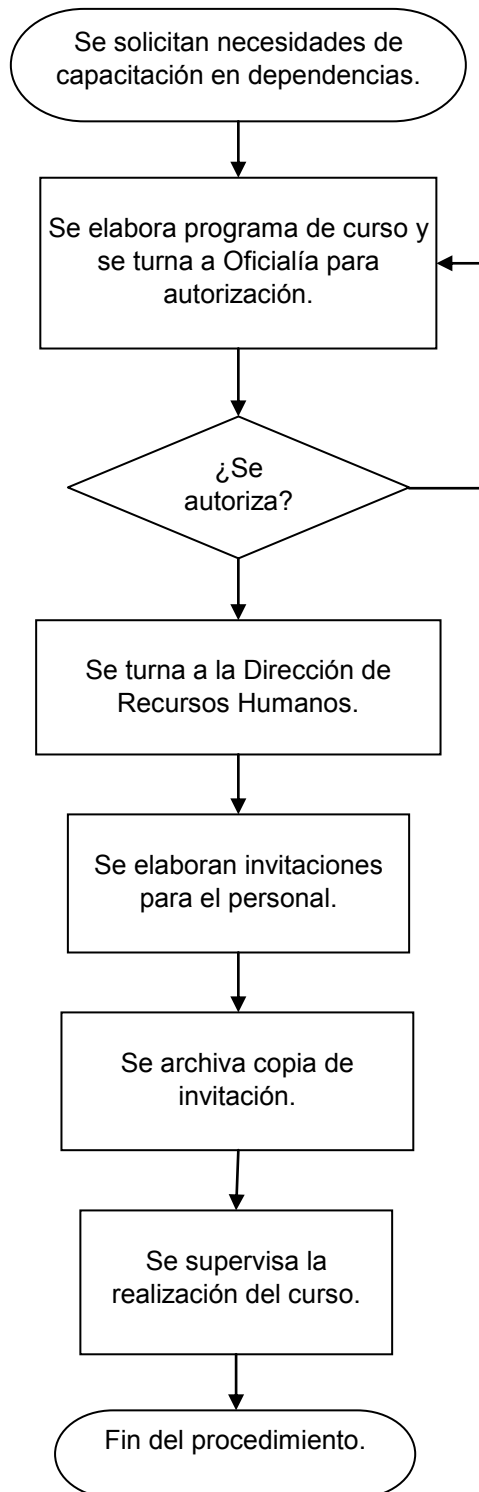 Se solicitan necesidades de
capacitación en dependencias.
Se elabora programa de curso y
se turna a Oficialía para
autorización.
¿Se
autoriza?
Se turna a la Dirección de
Recursos Humanos.
Se elaboran invitaciones
para el personal.
Se archiva copia de
invitación.
Se supervisa la
realización del curso.
Fin del procedimiento.